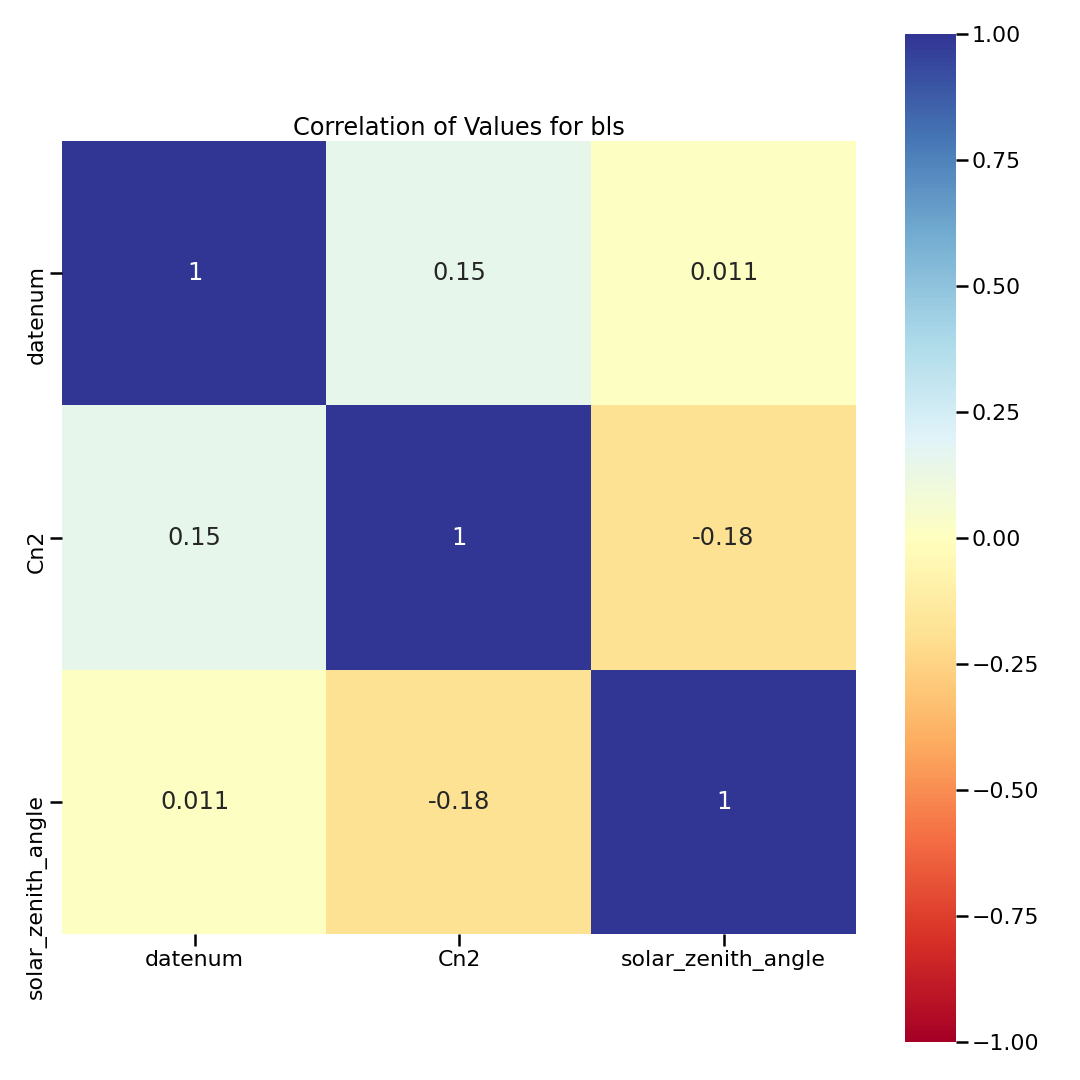 Correlation of Values for bls
datenum
1
0.15
0.011
Cn2
0.15
1
-0.18
solar_zenith_angle
0.011
-0.18
1
datenum
Cn2
solar_zenith_angle
1.00
0.75
0.50
0.25
0.00
−0.25
−0.50
−0.75
−1.00